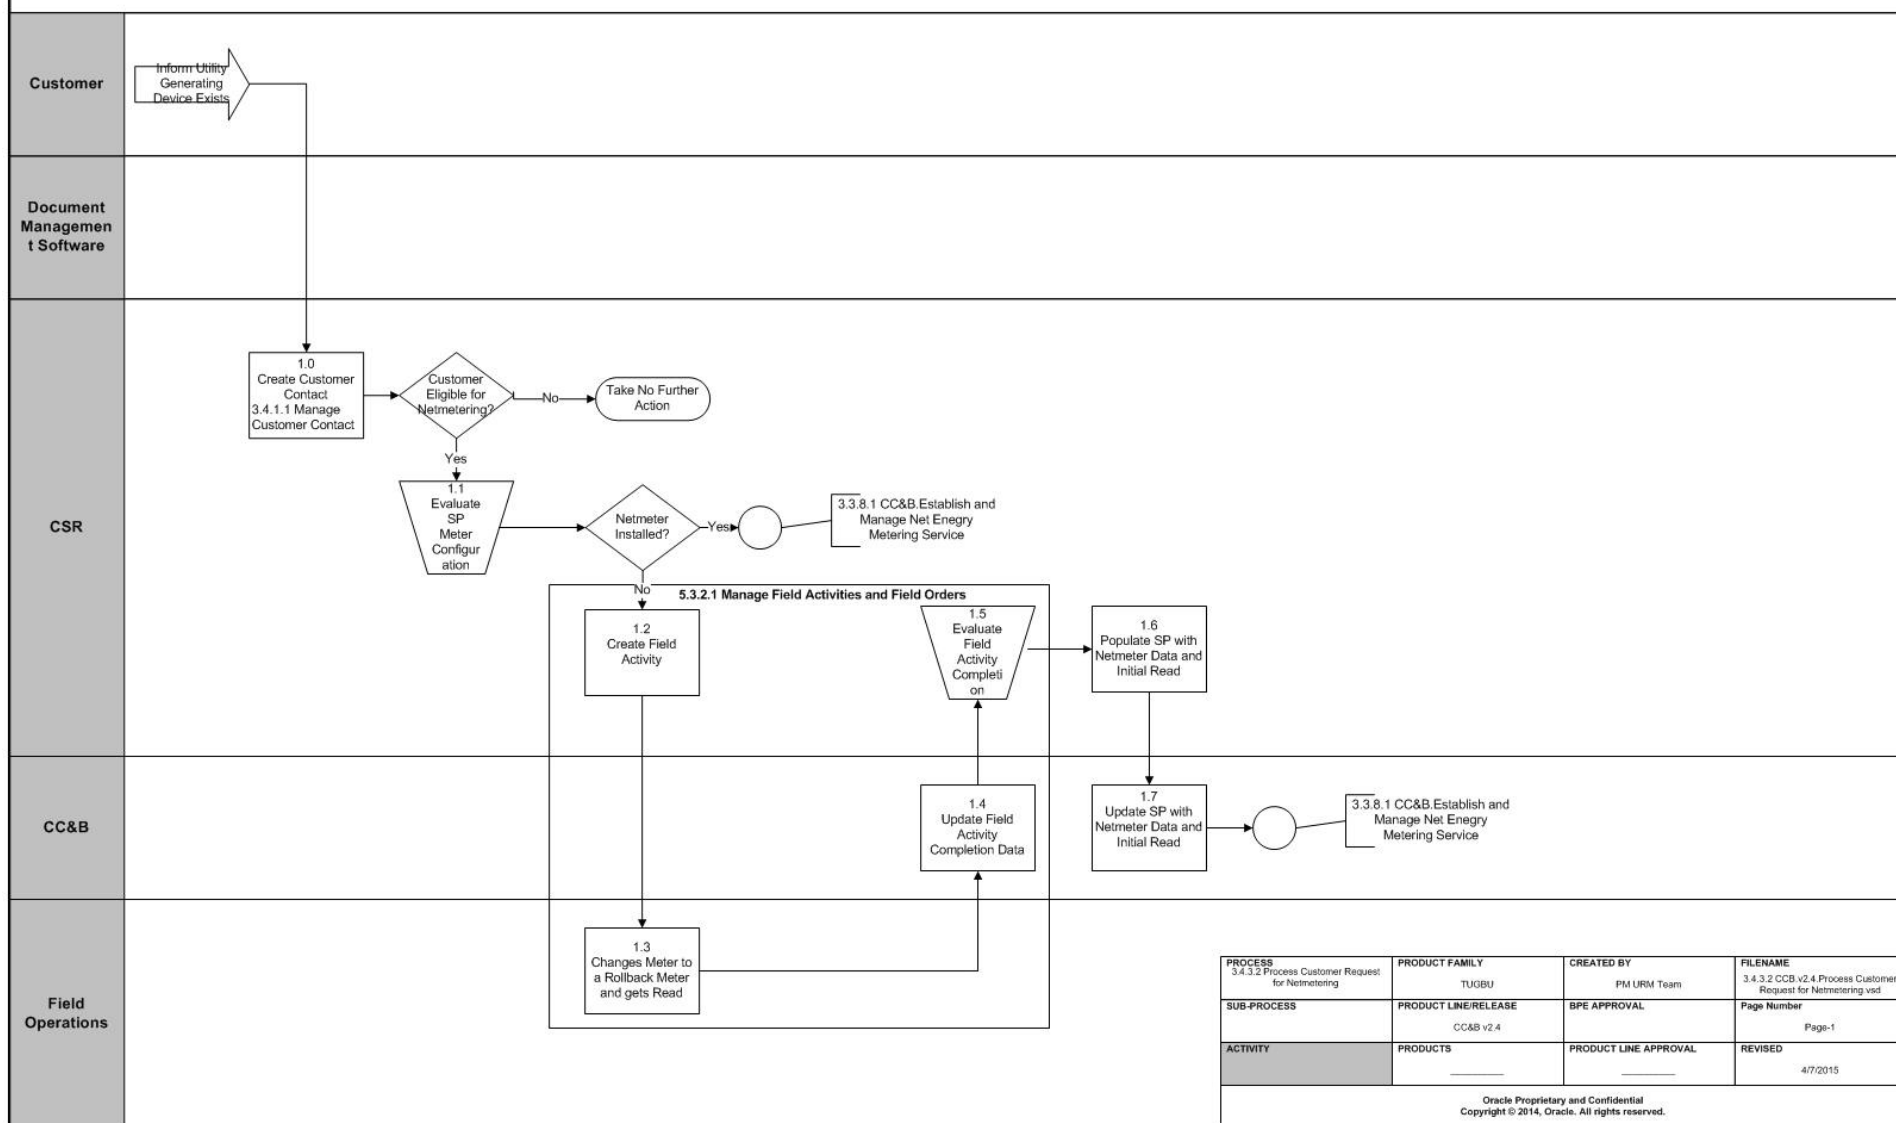 Customer
Inform Utility
Generating
Device Exists
Document
Managemen
t Software
CSR
1.0
Create Customer
Contact
3.4.1.1 Manage
Customer Contact
Customer
Eligible for
Netmetering?
No
Take No Further
Action
Yes
1.1
Evaluate
SP
Meter
Configur
ation
Netmeter
Installed?
Yes
3.3.8.1 CC&B.Establish and
Manage Net Enegry
Metering Service
No
5.3.2.1 Manage Field Activities and Field Orders
1.2
Create Field
Activity
1.5
Evaluate
Field
Activity
Completi
on
1.6
Populate SP with
Netmeter Data and
Initial Read
CC&B
1.4
Update Field
Activity
Completion Data
1.7
Update SP with
Netmeter Data and
Initial Read
3.3.8.1 CC&B.Establish and
Manage Net Enegry
Metering Service
Field
Operations
1.3
Changes Meter to
a Rollback Meter
and gets Read
PROCESS
3.4.3.2 Process Customer Request
for Netmetering
PRODUCT FAMILY
TUGBU
CREATED BY
PM URM Team
FILENAME
3.4.3.2 CCB.v2.4.Process Customer
Request for Netmetering.vsd
SUB-PROCESS
PRODUCT LINE/RELEASE
CC&B v2.4
BPE APPROVAL
Page Number
Page-1
ACTIVITY
PRODUCTS
PRODUCT LINE APPROVAL
REVISED
4/7/2015
Oracle Proprietary and Confidential
Copyright © 2014, Oracle. All rights reserved.